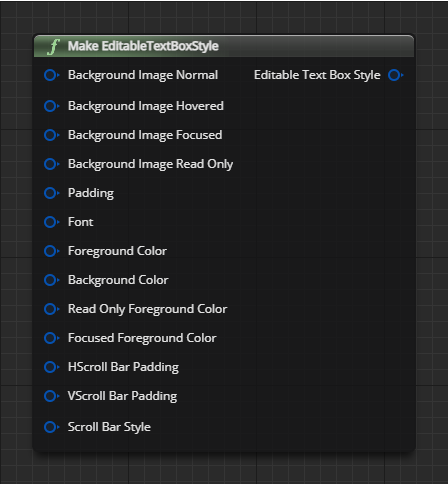 f Make EditableTextBoxStyle
Background Image Normal Editable Text Box Style
Background Image Hovered
Background Image Focused
Background Image Read Only
Padding
Font
Foreground Color
Background Color
Read Only Foreground Color
Focused Foreground Color
HScroll Bar Padding
VScroll Bar Padding
Scroll Bar Style